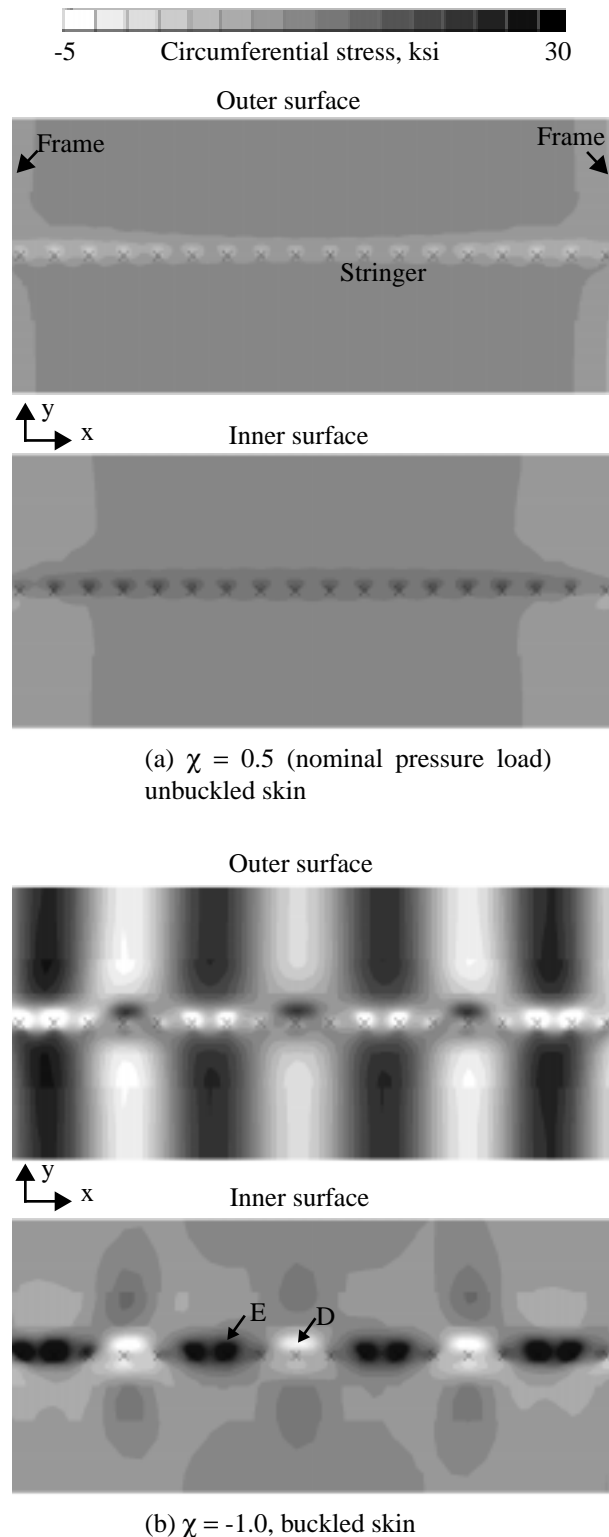 -5 Circumferential stress, ksi 30
Outer surface
Frame Frame
Stringer
y
x
Inner surface
(a) χ = 0.5 (nominal pressure load)
unbuckled skin
Outer surface
y
x
Inner surface
E D
(b) χ = -1.0, buckled skin